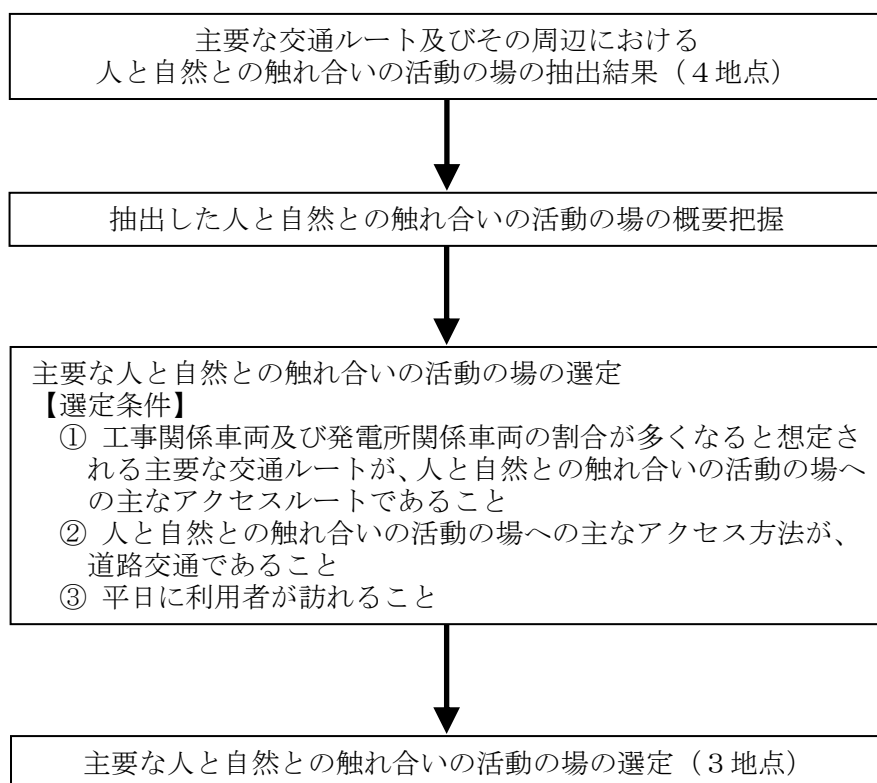 主要な交通ルート及びその周辺における
人と自然との触れ合いの活動の場の抽出結果（４地点）
抽出した人と自然との触れ合いの活動の場の概要把握
主要な人と自然との触れ合いの活動の場の選定
【選定条件】
① 工事関係車両及び発電所関係車両の割合が多くなると想定さ
れる主要な交通ルートが、人と自然との触れ合いの活動の場へ
の主なアクセスルートであること
② 人と自然との触れ合いの活動の場への主なアクセス方法が、
道路交通であること
③ 平日に利用者が訪れること
主要な人と自然との触れ合いの活動の場の選定（３地点）